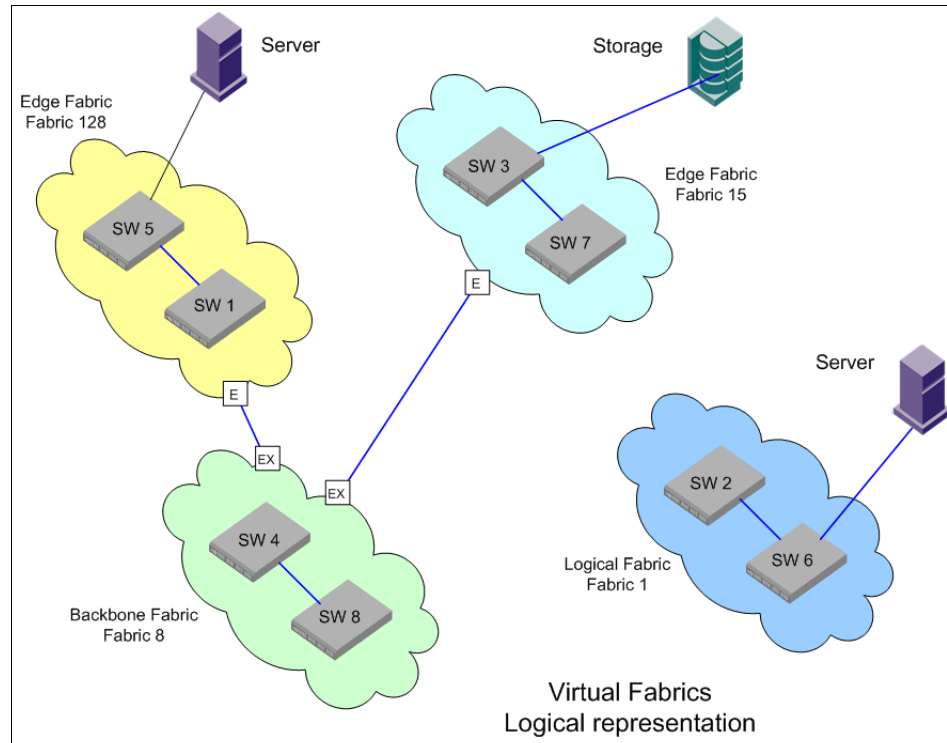 Server
Storage
Edge Fabric
Fabric 128
SW 3
Edge Fabric
Fabric 15
SW 5
SW 7
SW 1
E
E
Server
EX
EX
SW 2
SW 4
Logical Fabric
Fabric 1
SW 6
Backbone Fabric
Fabric 8
SW 8
Virtual Fabrics
Logical representation